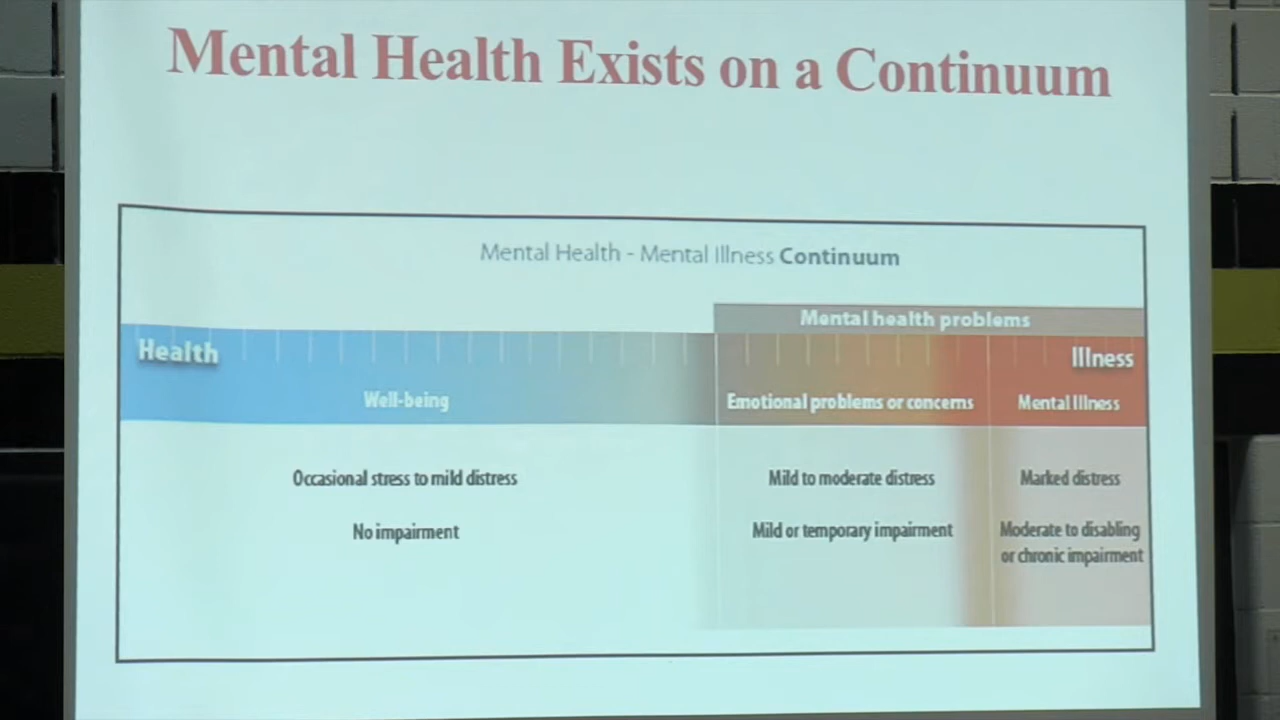 Mental Health Exists on a Continuum
Mental Health - Mental Illness Continuum
Mental health problems
Health
Illness
Well-being
Emotional problems or concerns
Mental Illness
Occasional stress to mild distress
Mild to moderate distress
Marked distress
No impairment
Mild or temporary impairment
Moderate to disabling
or chronic impairment